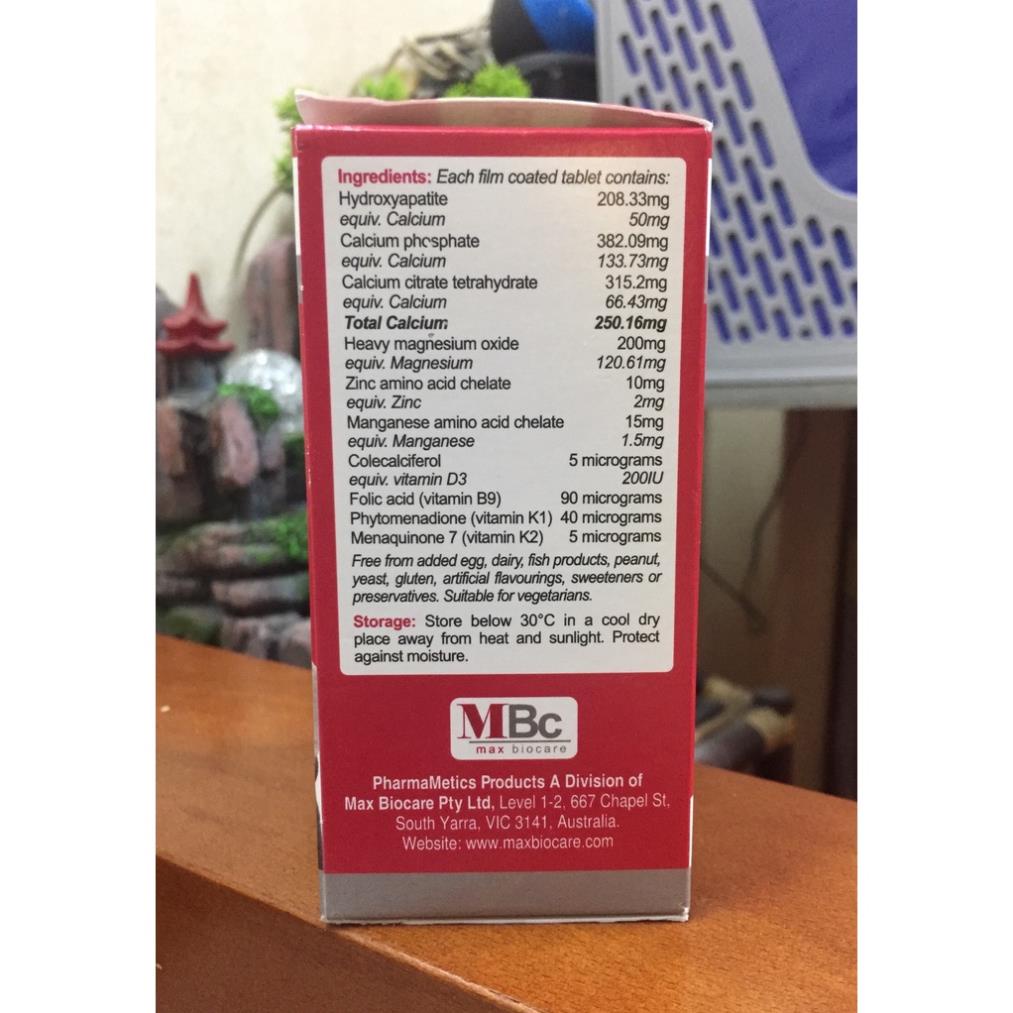 Ingredients: Each film coated tablet contains:
Hydroxyapatite 208.33mg
equiv. Calcium 50mg
Calcium phosphate 382.09mg
equiv. Calcium 133.73mg
Calcium citrate tetrahydrate 315.2mg
equiv. Calcium 66.43mg
Total Calcium: 250.16mg
Heavy magnesium oxide 200mg
equiv. Magnesium 120.61mg
Zinc amino acid chelate 10mg
equiv. Zinc 2mg
Manganese amino acid chelate 15mg
equiv. Manganese 1.5mg
Colecalciferol 5 micrograms
equiv. vitamin D3 200IU
Folic acid (vitamin B9) 90 micrograms
Phytomenadione (vitamin K1) 40 micrograms
Menaquinone 7 (vitamin K2) 5 micrograms
Free from added egg, dairy, fish products, peanut,
yeast, gluten, artificial flavourings, sweeteners or
preservatives. Suitable for vegetarians.
Storage: Store below 30°C in a cool dry
place away from heat and sunlight. Protect
against moisture.
MBc
max biocare
PharmaMetics Products A Division of
Max Biocare Pty Ltd, Level 1-2, 667 Chapel St,
South Yarra, VIC 3141, Australia.
Website: www.maxbiocare.com